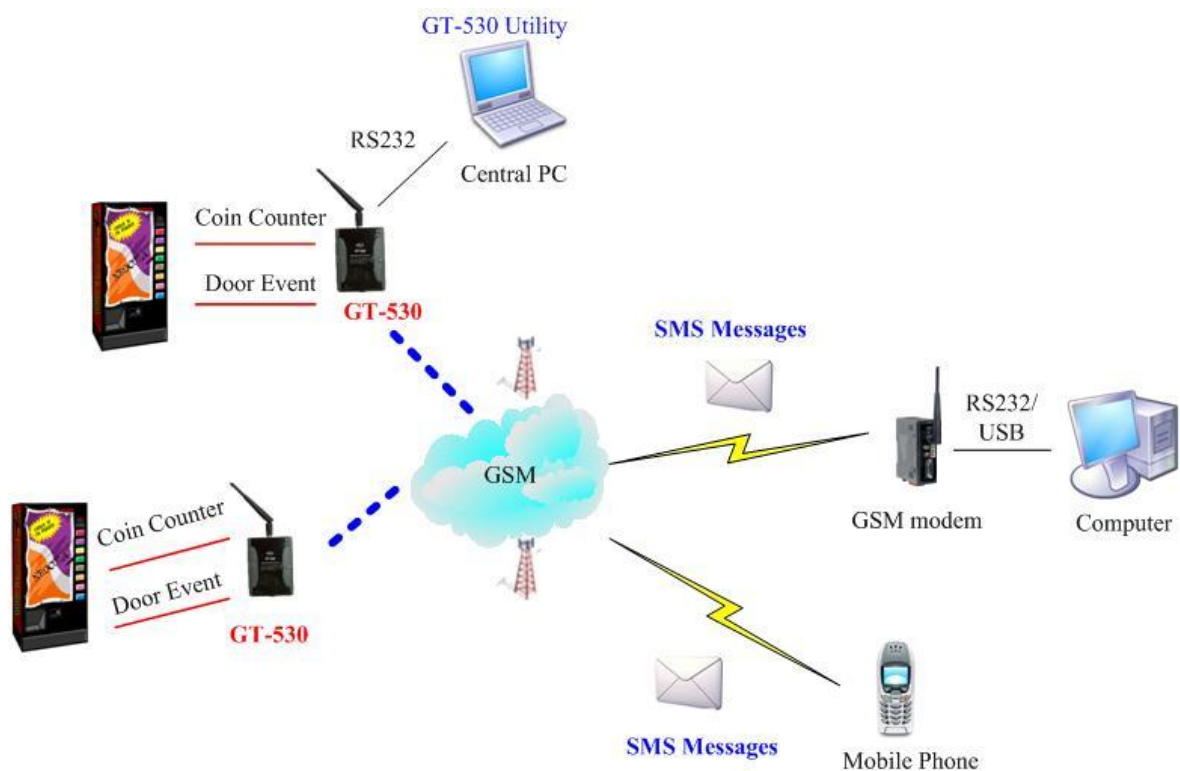 GT-530 Utility
RS232
Central PC
Coin Counter
Door Event
GT-530
SMS Messages
RS232/
USB
GSM
GSM modem
Computer
Coin Counter
Door Event
GT-530
SMS Messages
Mobile Phone